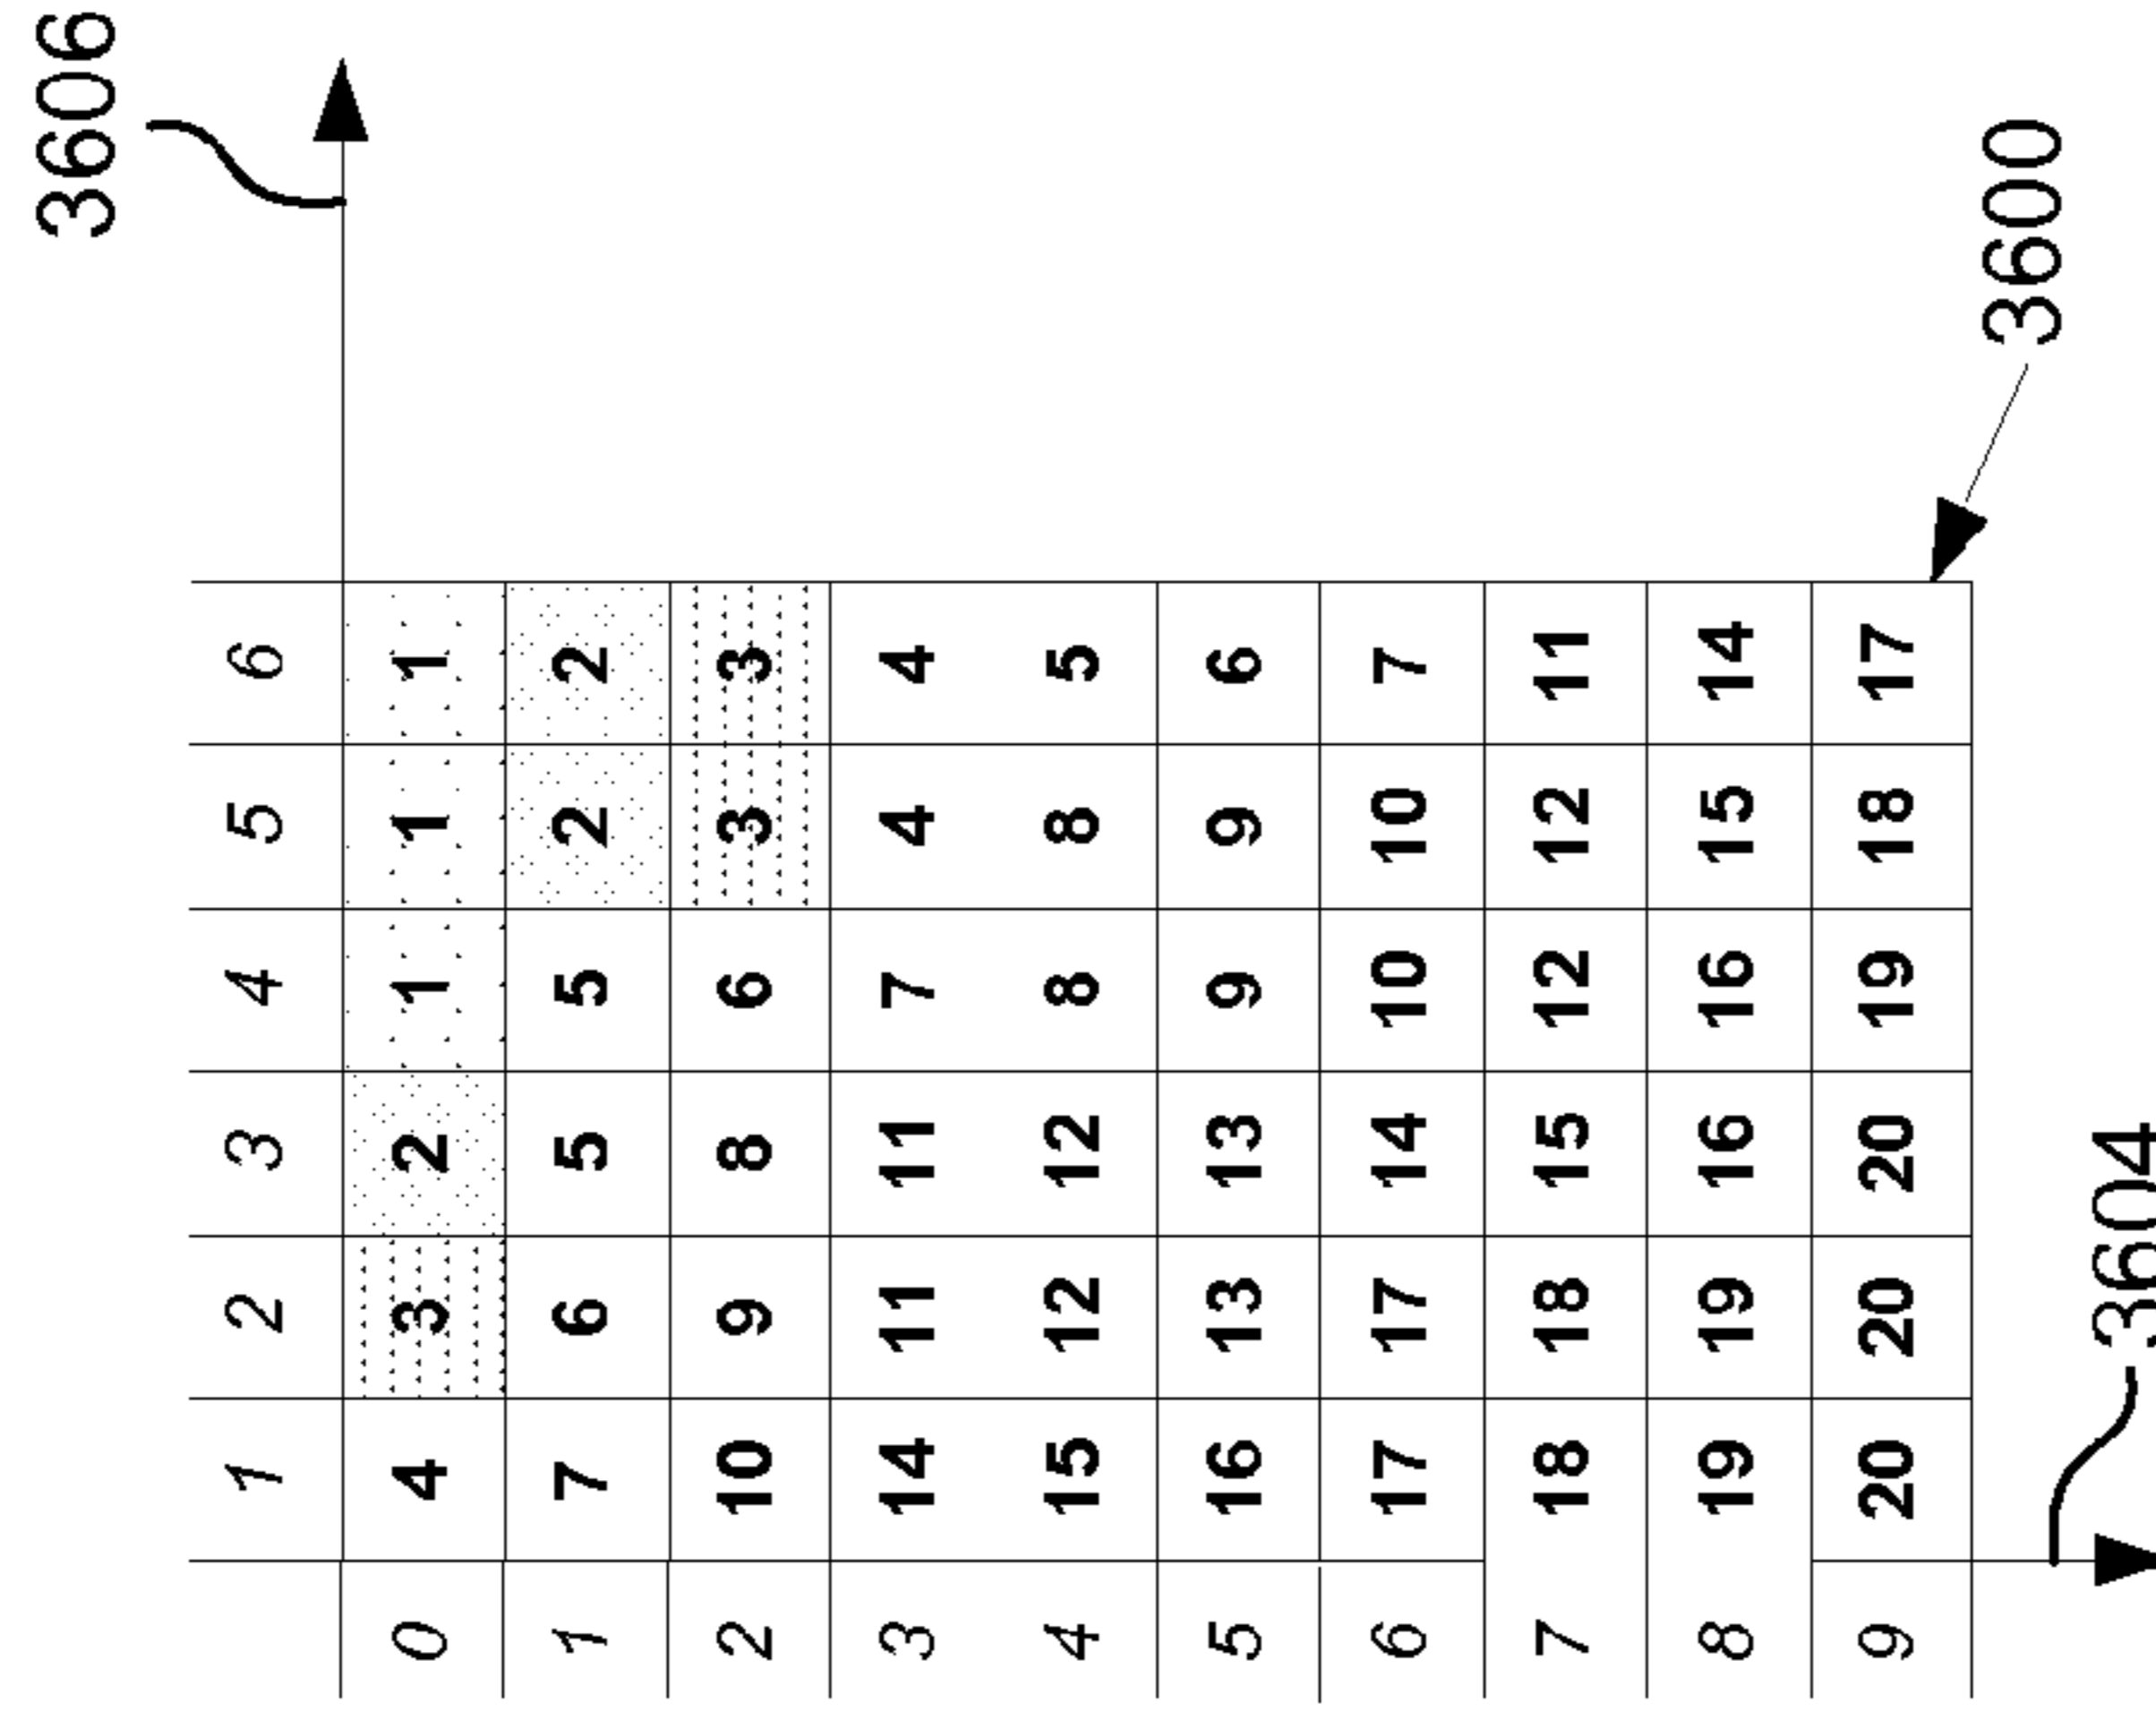 3606
1 2 3 4 5 6
0 4 3 2 1 1 1
1 7 6 5 5 2 2
2 10 9 8 6 3 3
3 14 11 11 7 4 4
4 15 12 12 8 8 5
5 16 13 13 9 9 6
6 17 17 14 10 10 7
7 18 18 15 12 12 11
8 19 19 16 16 15 14
9 20 20 20 19 18 17
3600
3604